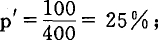 p′ = 100/400 = 25%;